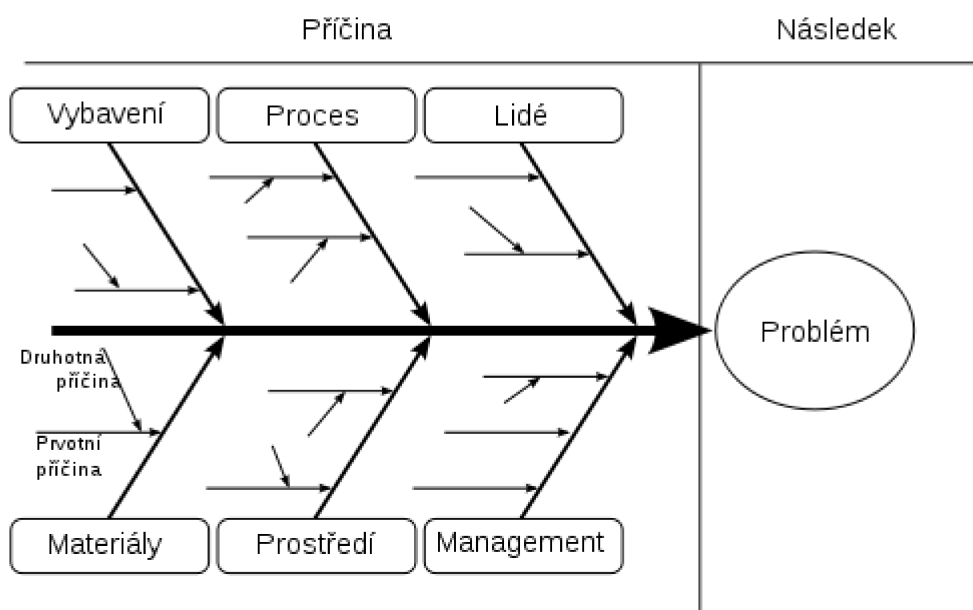 Příčina
Následek
Vybavení
Proces
Lidé
Problém
Druhotná
příčina
Prvotní
příčina
Materiály
Prostředí
Management